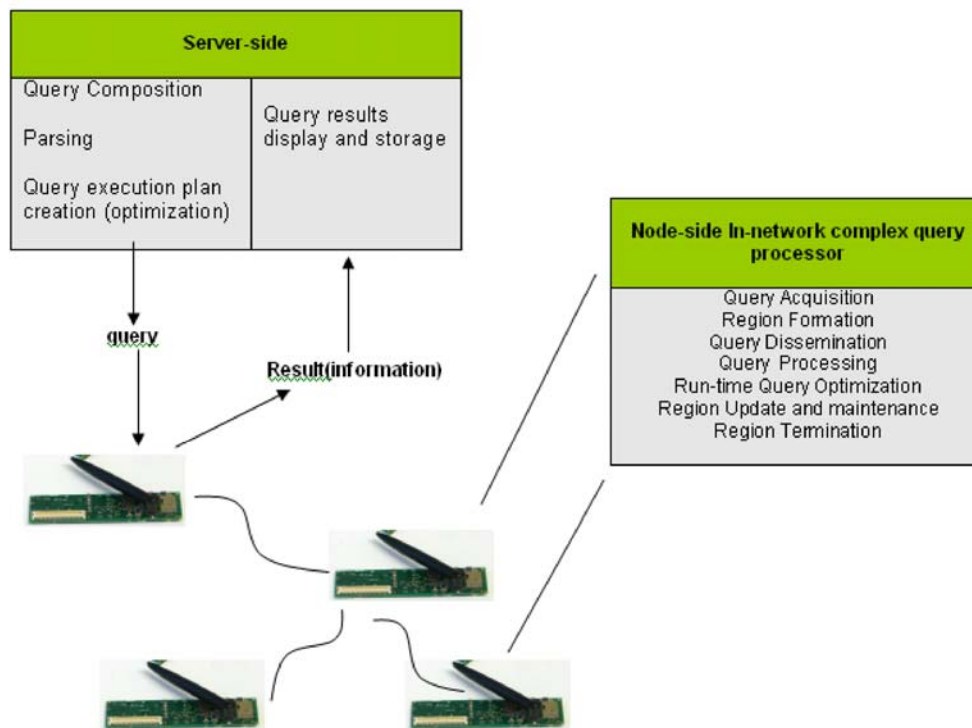 Server-side
Query Composition
Parsing
Query execution plan
creation (optimization)
Query results
display and storage
query
Result(information)
Node-side In-network complex query
processor
Query Acquisition
Region Formation
Query Dissemination
Query Processing
Run-time Query Optimization
Region Update and maintenance
Region Termination